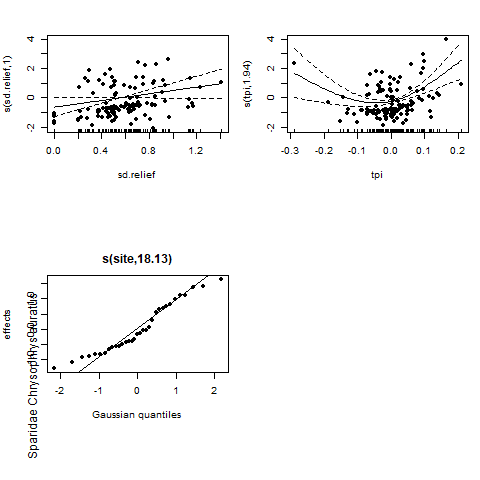 s(sd.relief,1)
4
2
0
2
0.0 0.4 0.8 1.2
sd.relief
s(tpi,1.94)
4
2
0
2
-0.3 -0.2 -0.1 0.0 0.1 0.2
tpi
s(site,18.13)
effects
-2 -1 0 1 2
Gaussian quantiles
Sparidae Chrysophrys auratus